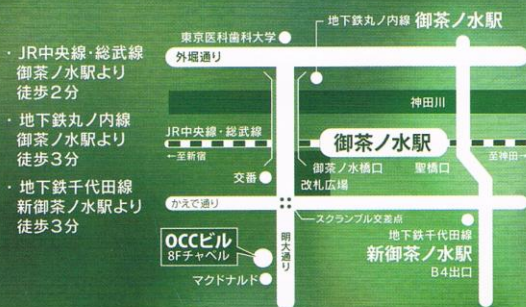 ・JR中央線・総武線
御茶ノ水駅より
徒歩2分
・地下鉄丸ノ内線
御茶ノ水駅より
徒歩3分
・地下鉄千代田線
新御茶ノ水駅より
徒歩3分
地下鉄丸ノ内線 御茶ノ水駅
東京医科歯科大学
外堀通り
神田川
JR中央線・総武線
←至新宿
御茶ノ水駅
至神田→
御茶ノ水橋口
改札広場
聖橋口
交番
かえで通り
スクランブル交差点
明大通り
OCCビル
8Fチャペル
マクドナルド
地下鉄千代田線
新御茶ノ水駅
B4出口